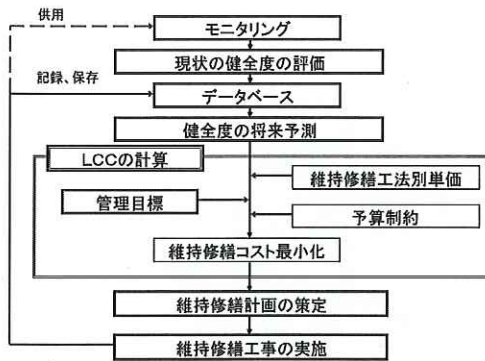 供用
モニタリング
現状の健全度の評価
記録、保存
データベース
健全度の将来予測
LCCの計算
維持修繕工法別単価
管理目標
予算制約
維持修繕コスト最小化
維持修繕計画の策定
維持修繕工事の実施